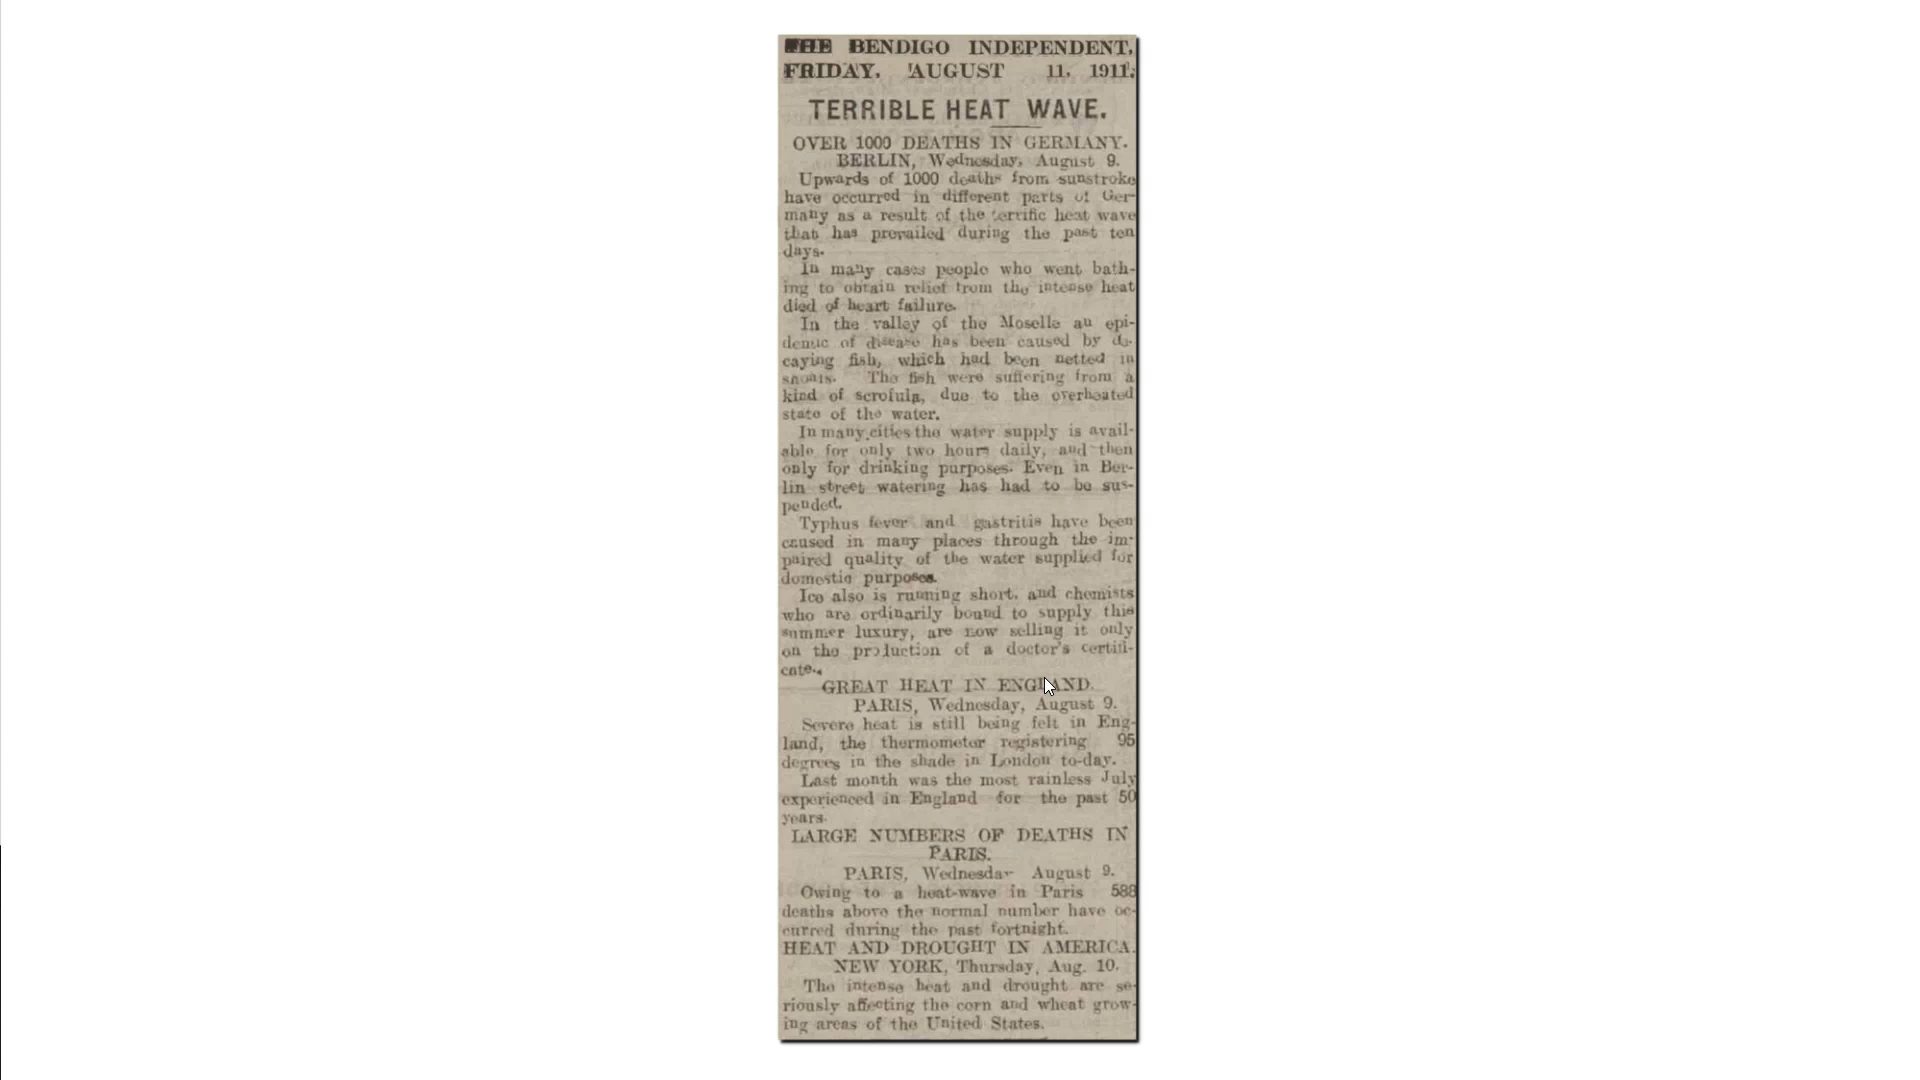 THE BENDIGO INDEPENDENT,
FRIDAY, AUGUST 11, 1911.
TERRIBLE HEAT WAVE.
OVER 1000 DEATHS IN GERMANY.
BERLIN, Wednesday, August 9.
Upwards of 1000 deaths from sunstroke
have occurred in different parts of Ger-
many as a result of the terrific heat wave
that has prevailed during the past ten
days.
In many cases people who went bath-
ing to obtain relief from the intense heat
died of heart failure.
In the valley of the Moselle an epi-
demic of disease has been caused by de-
caying fish, which had been netted in
shoals. The fish were suffering from a
kind of scrofula, due to the overheated
state of the water.
In many cities the water supply is avail-
able for only two hours daily, and then
only for drinking purposes. Even in Ber-
lin street watering has had to be sus-
pended.
Typhus fever and gastritis have been
caused in many places through the im-
paired quality of the water supplied for
domestic purposes.
Ice also is running short, and chemists
who are ordinarily bound to supply this
summer luxury, are now selling it only
on the production of a doctor's certifi-
cate.
GREAT HEAT IN ENGLAND.
PARIS, Wednesday, August 9.
Severe heat is still being felt in Eng-
land, the thermometer registering 95
degrees in the shade in London to-day.
Last month was the most rainless July
experienced in England for the past 50
years.
LARGE NUMBERS OF DEATHS IN
PARIS.
PARIS, Wednesday August 9.
Owing to a heat-wave in Paris 588
deaths above the normal number have oc-
curred during the past fortnight.
HEAT AND DROUGHT IN AMERICA.
NEW YORK, Thursday, Aug. 10.
The intense heat and drought are se-
riously affecting the corn and wheat grow-
ing areas of the United States.